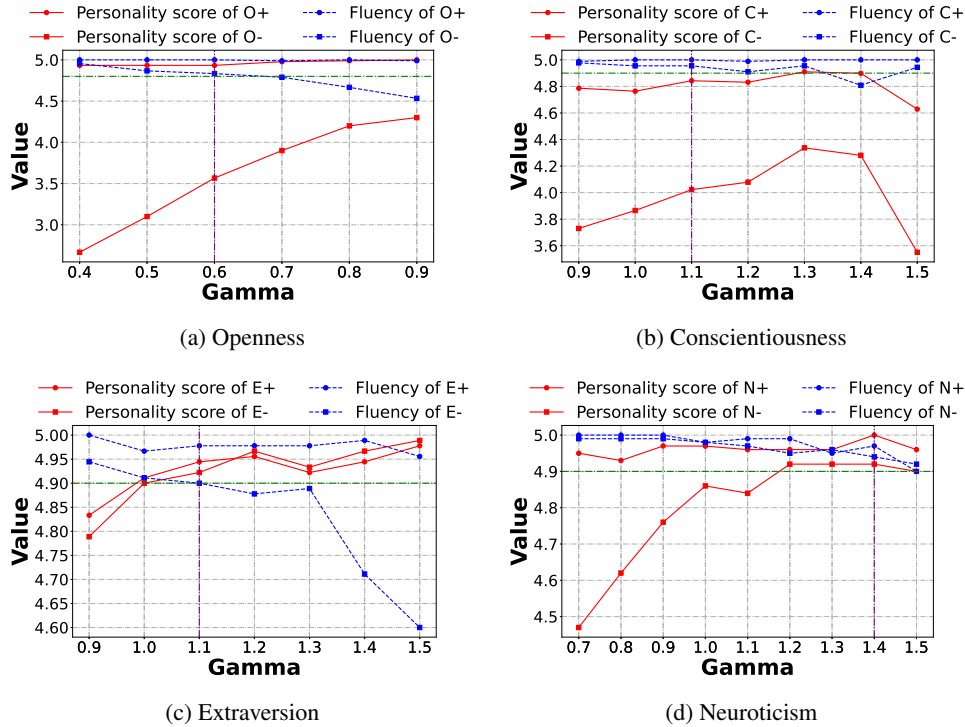 Personality score of O+ Fluency of O+
Personality score of O- Fluency of O-
5.0
4.5
4.0
3.5
3.0
Value
0.4 0.5 0.6 0.7 0.8 0.9
Gamma
(a) Openness
Personality score of C+ Fluency of C+
Personality score of C- Fluency of C-
5.0
4.8
4.6
4.4
4.2
4.0
3.8
3.6
Value
0.9 1.0 1.1 1.2 1.3 1.4 1.5
Gamma
(b) Conscientiousness
Personality score of E+ Fluency of E+
Personality score of E- Fluency of E-
5.00
4.95
4.90
4.85
4.80
4.75
4.70
4.65
4.60
Value
0.9 1.0 1.1 1.2 1.3 1.4 1.5
Gamma
(c) Extraversion
Personality score of N+ Fluency of N+
Personality score of N- Fluency of N-
5.0
4.9
4.8
4.7
4.6
4.5
Value
0.7 0.8 0.9 1.0 1.1 1.2 1.3 1.4 1.5
Gamma
(d) Neuroticism